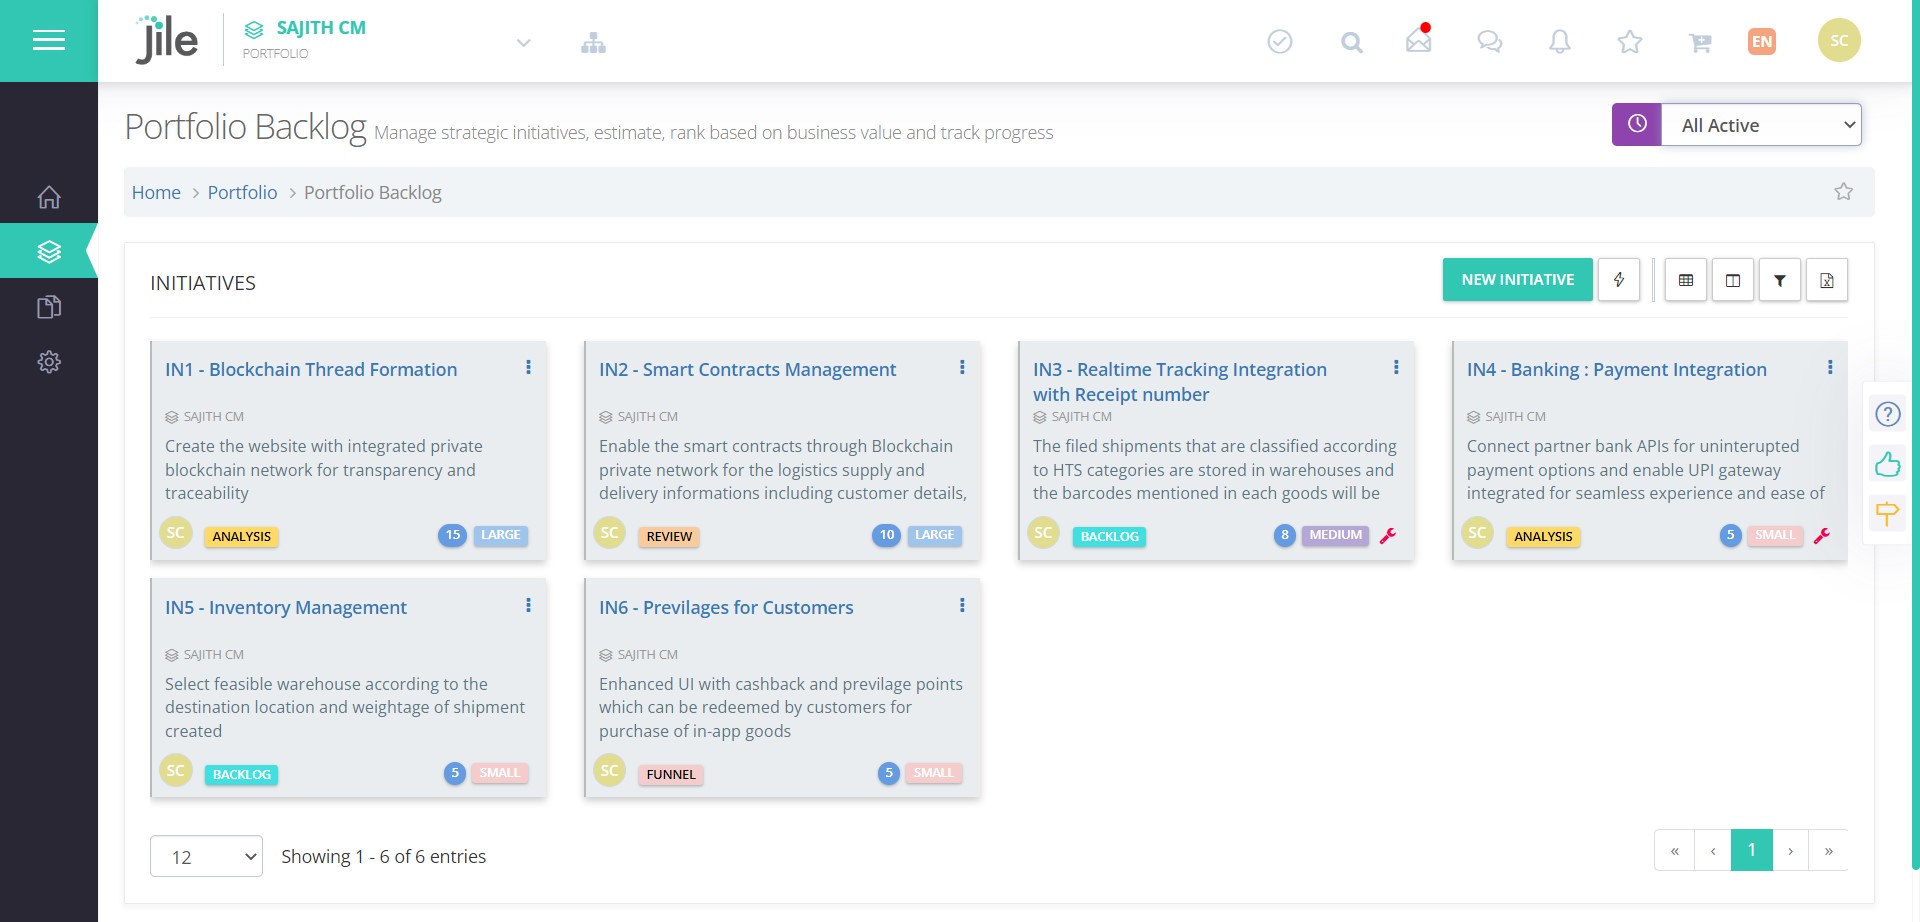 jile
SAJITH CM
PORTFOLIO
EN
SC
Portfolio Backlog Manage strategic initiatives, estimate, rank based on business value and track progress
All Active
Home > Portfolio > Portfolio Backlog
INITIATIVES
NEW INITIATIVE
IN1 - Blockchain Thread Formation
SAJITH CM
Create the website with integrated private
blockchain network for transparency and
traceability
SC ANALYSIS 15 LARGE
IN2 - Smart Contracts Management
SAJITH CM
Enable the smart contracts through Blockchain
private network for the logistics supply and
delivery informations including customer details,
SC REVIEW 10 LARGE
IN3 - Realtime Tracking Integration
with Receipt number
SAJITH CM
The filed shipments that are classified according
to HTS categories are stored in warehouses and
the barcodes mentioned in each goods will be
SC BACKLOG 8 MEDIUM
IN4 - Banking : Payment Integration
SAJITH CM
Connect partner bank APIs for uninterupted
payment options and enable UPI gateway
integrated for seamless experience and ease of
SC ANALYSIS 5 SMALL
IN5 - Inventory Management
SAJITH CM
Select feasible warehouse according to the
destination location and weightage of shipment
created
SC BACKLOG 5 SMALL
IN6 - Previlages for Customers
SAJITH CM
Enhanced UI with cashback and previlage points
which can be redeemed by customers for
purchase of in-app goods
SC FUNNEL 5 SMALL
12 Showing 1 - 6 of 6 entries
« ‹ 1 › »